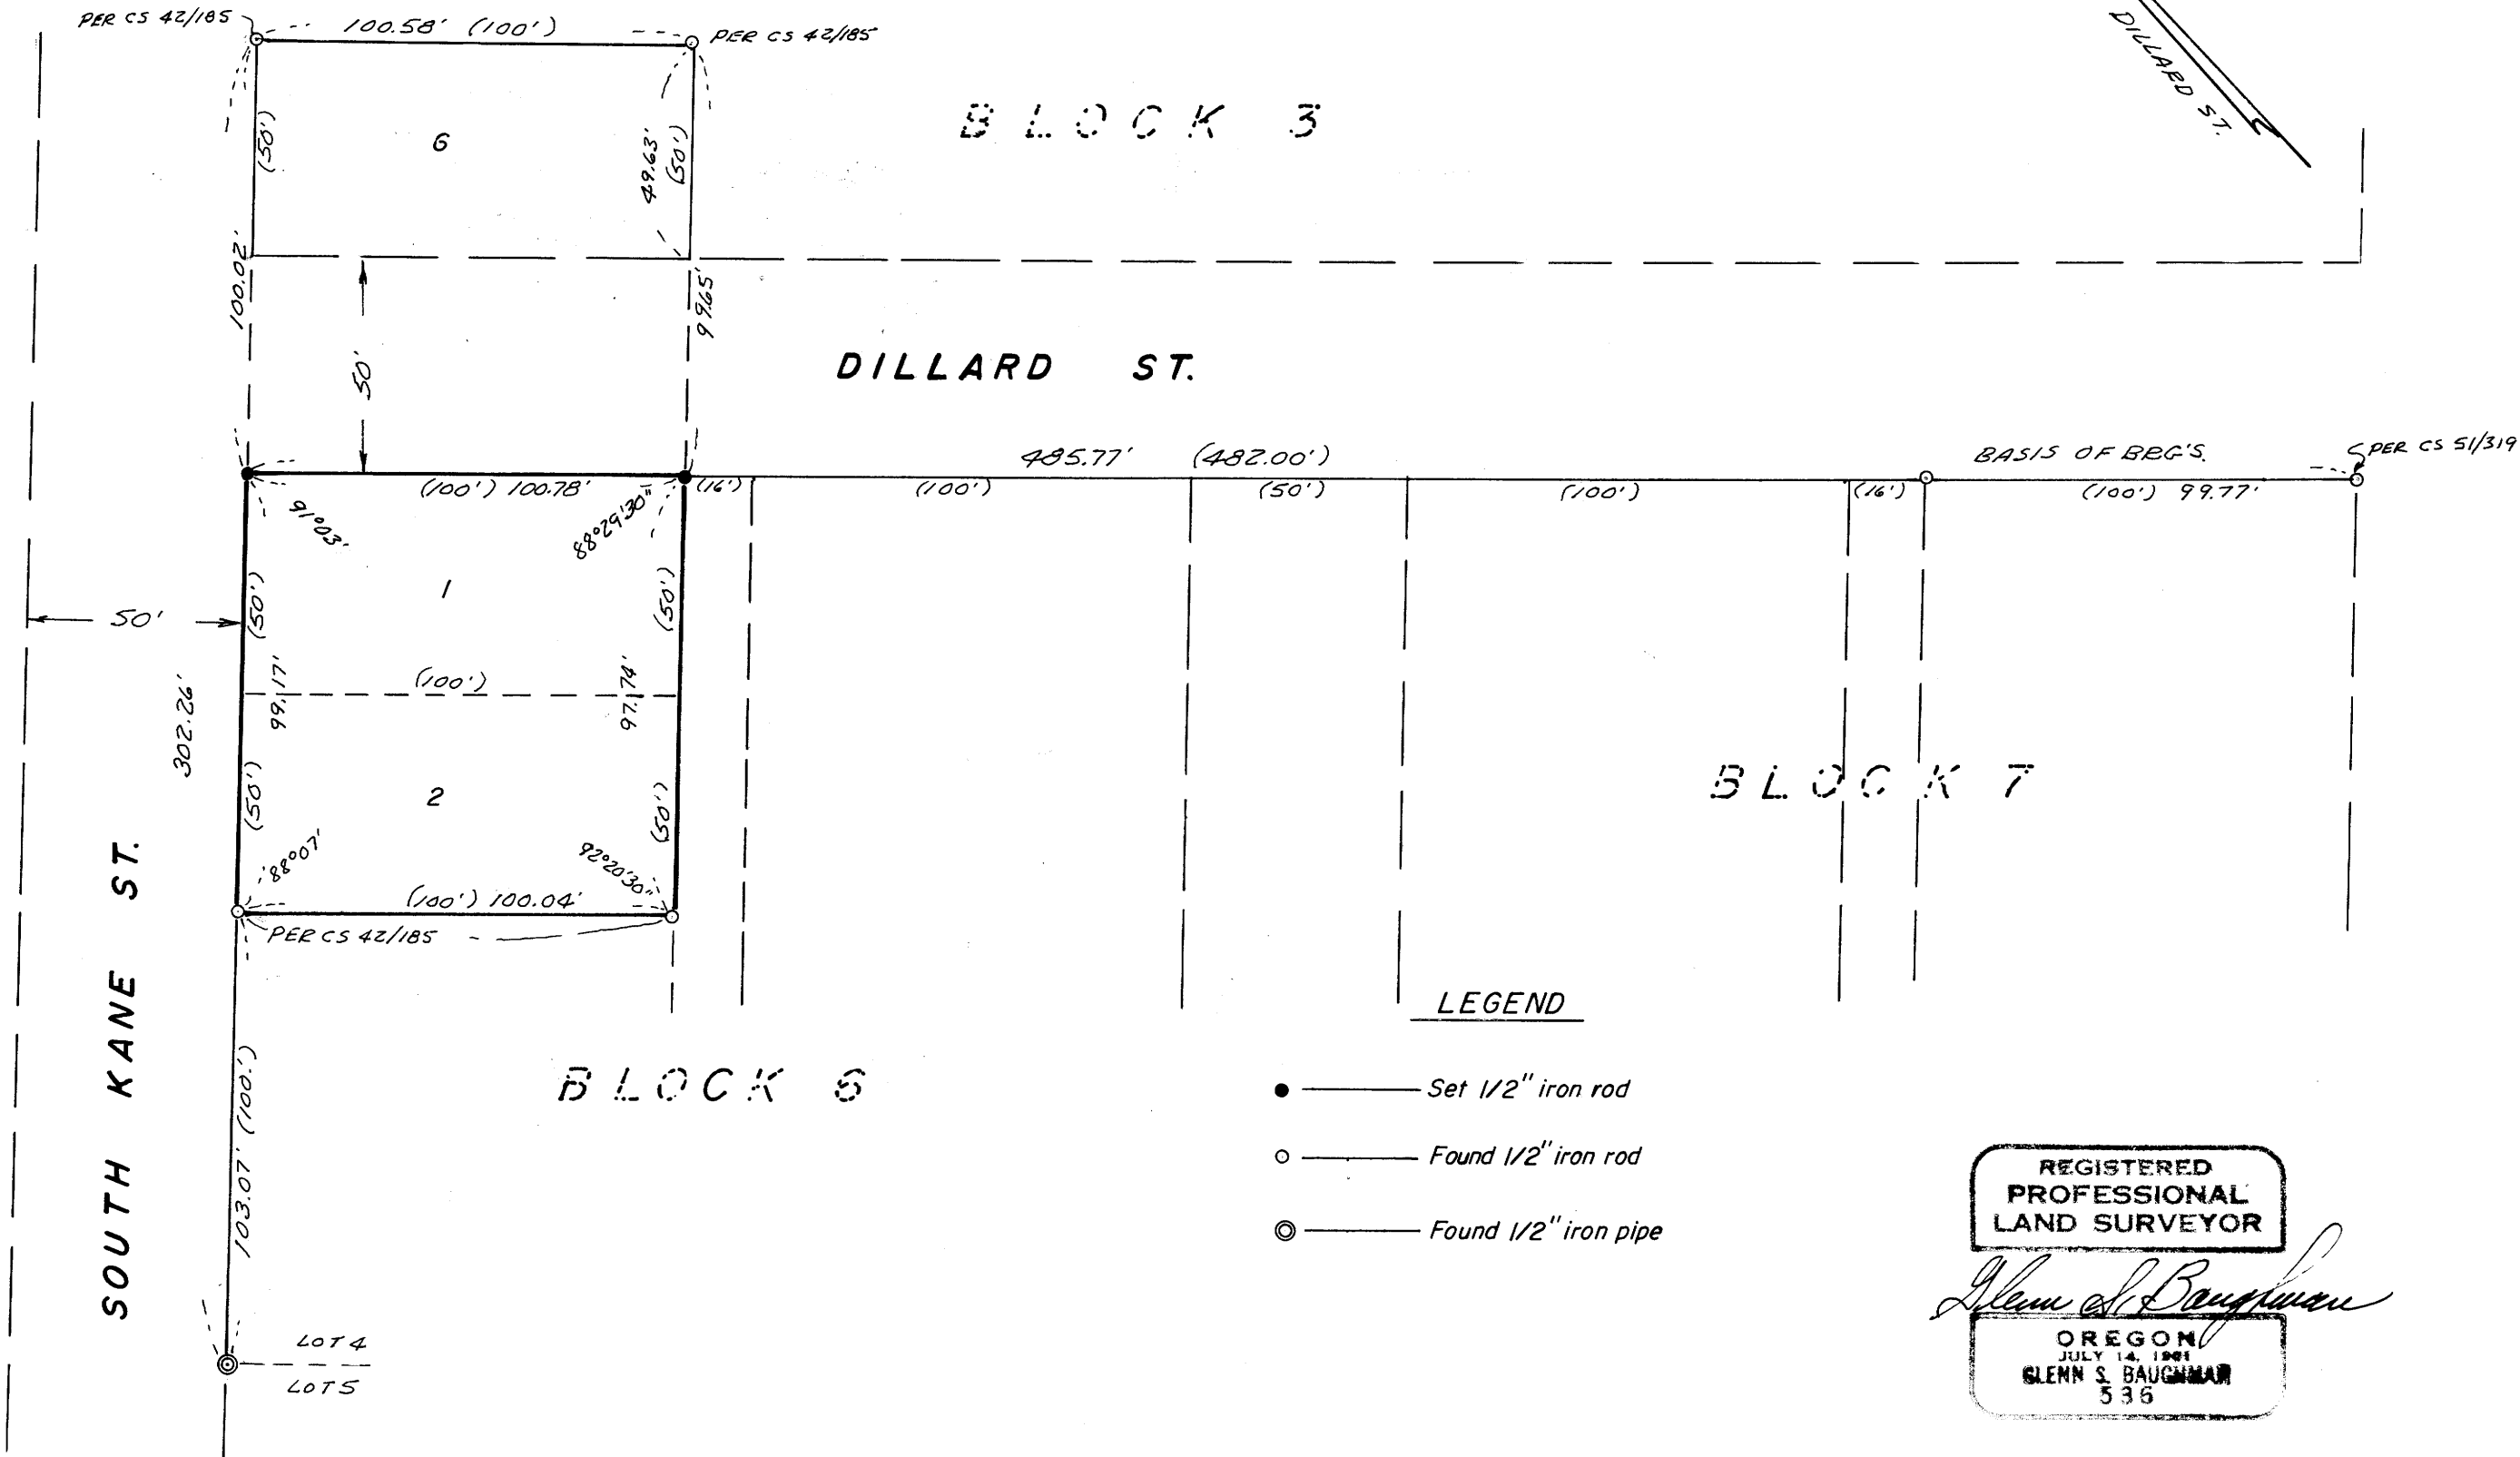 PER CS 42/185
100.58' (100')
PER CS 42/185
DILLARD ST.
(50')
6
49.63'
(50')
BLOCK 3
100.02'
99.65'
50'
DILLARD ST.
485.77' (482.00')
BASIS OF BRG'S.
PER CS 51/319
(100') 100.78'
(16')
(100')
(50')
(100')
(16')
(100') 99.77'
91°03'
88°29'30"
(50')
1
(50')
50'
302.26'
99.17'
(100')
97.74'
(50')
2
(50')
BLOCK 7
88°07'
92°20'30"
(100') 100.04'
PER CS 42/185
SOUTH KANE ST.
103.07' (100')
BLOCK 6
LEGEND
Set 1/2" iron rod
Found 1/2" iron rod
Found 1/2" iron pipe
LOT 4
LOT 5
REGISTERED
PROFESSIONAL
LAND SURVEYOR
Glenn S. Baughman
OREGON
JULY 14, 1961
GLENN S. BAUGHMAN
536